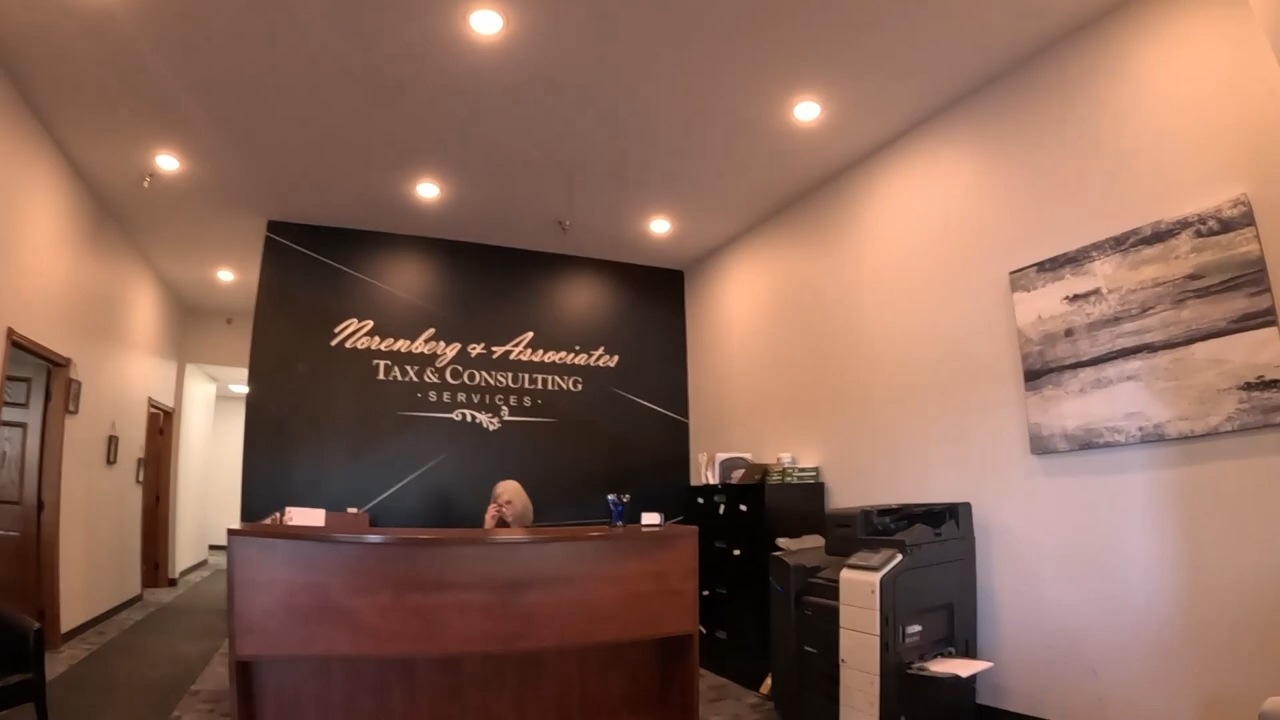 Norenberg & Associates
TAX & CONSULTING
· SERVICES ·